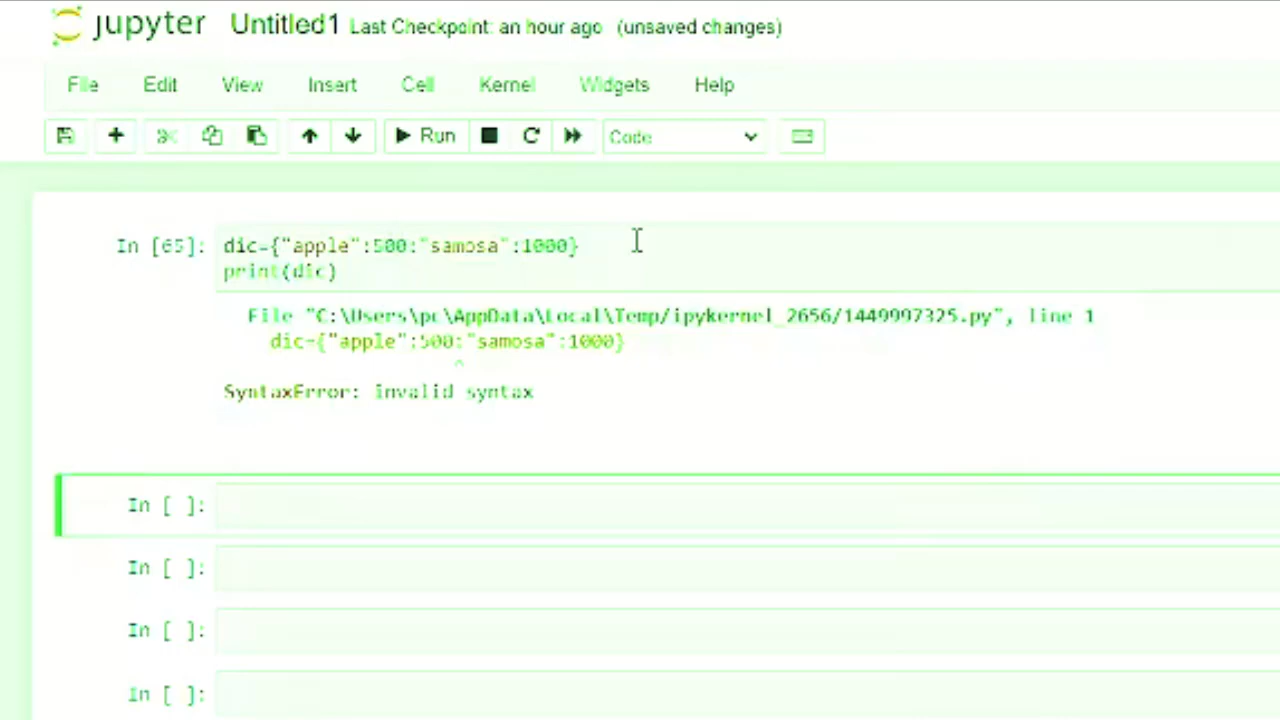 jupyter Untitled1 Last Checkpoint: an hour ago (unsaved changes)
File Edit View Insert Cell Kernel Widgets Help
Run Code
In [65]: dic={"apple":500:"samosa":1000}
print(dic)
File "C:\Users\pc\AppData\Local\Temp/ipykernel_2656/1449997325.py", line 1
dic={"apple":500:"samosa":1000}
^
SyntaxError: invalid syntax
In [ ]:
In [ ]:
In [ ]:
In [ ]: